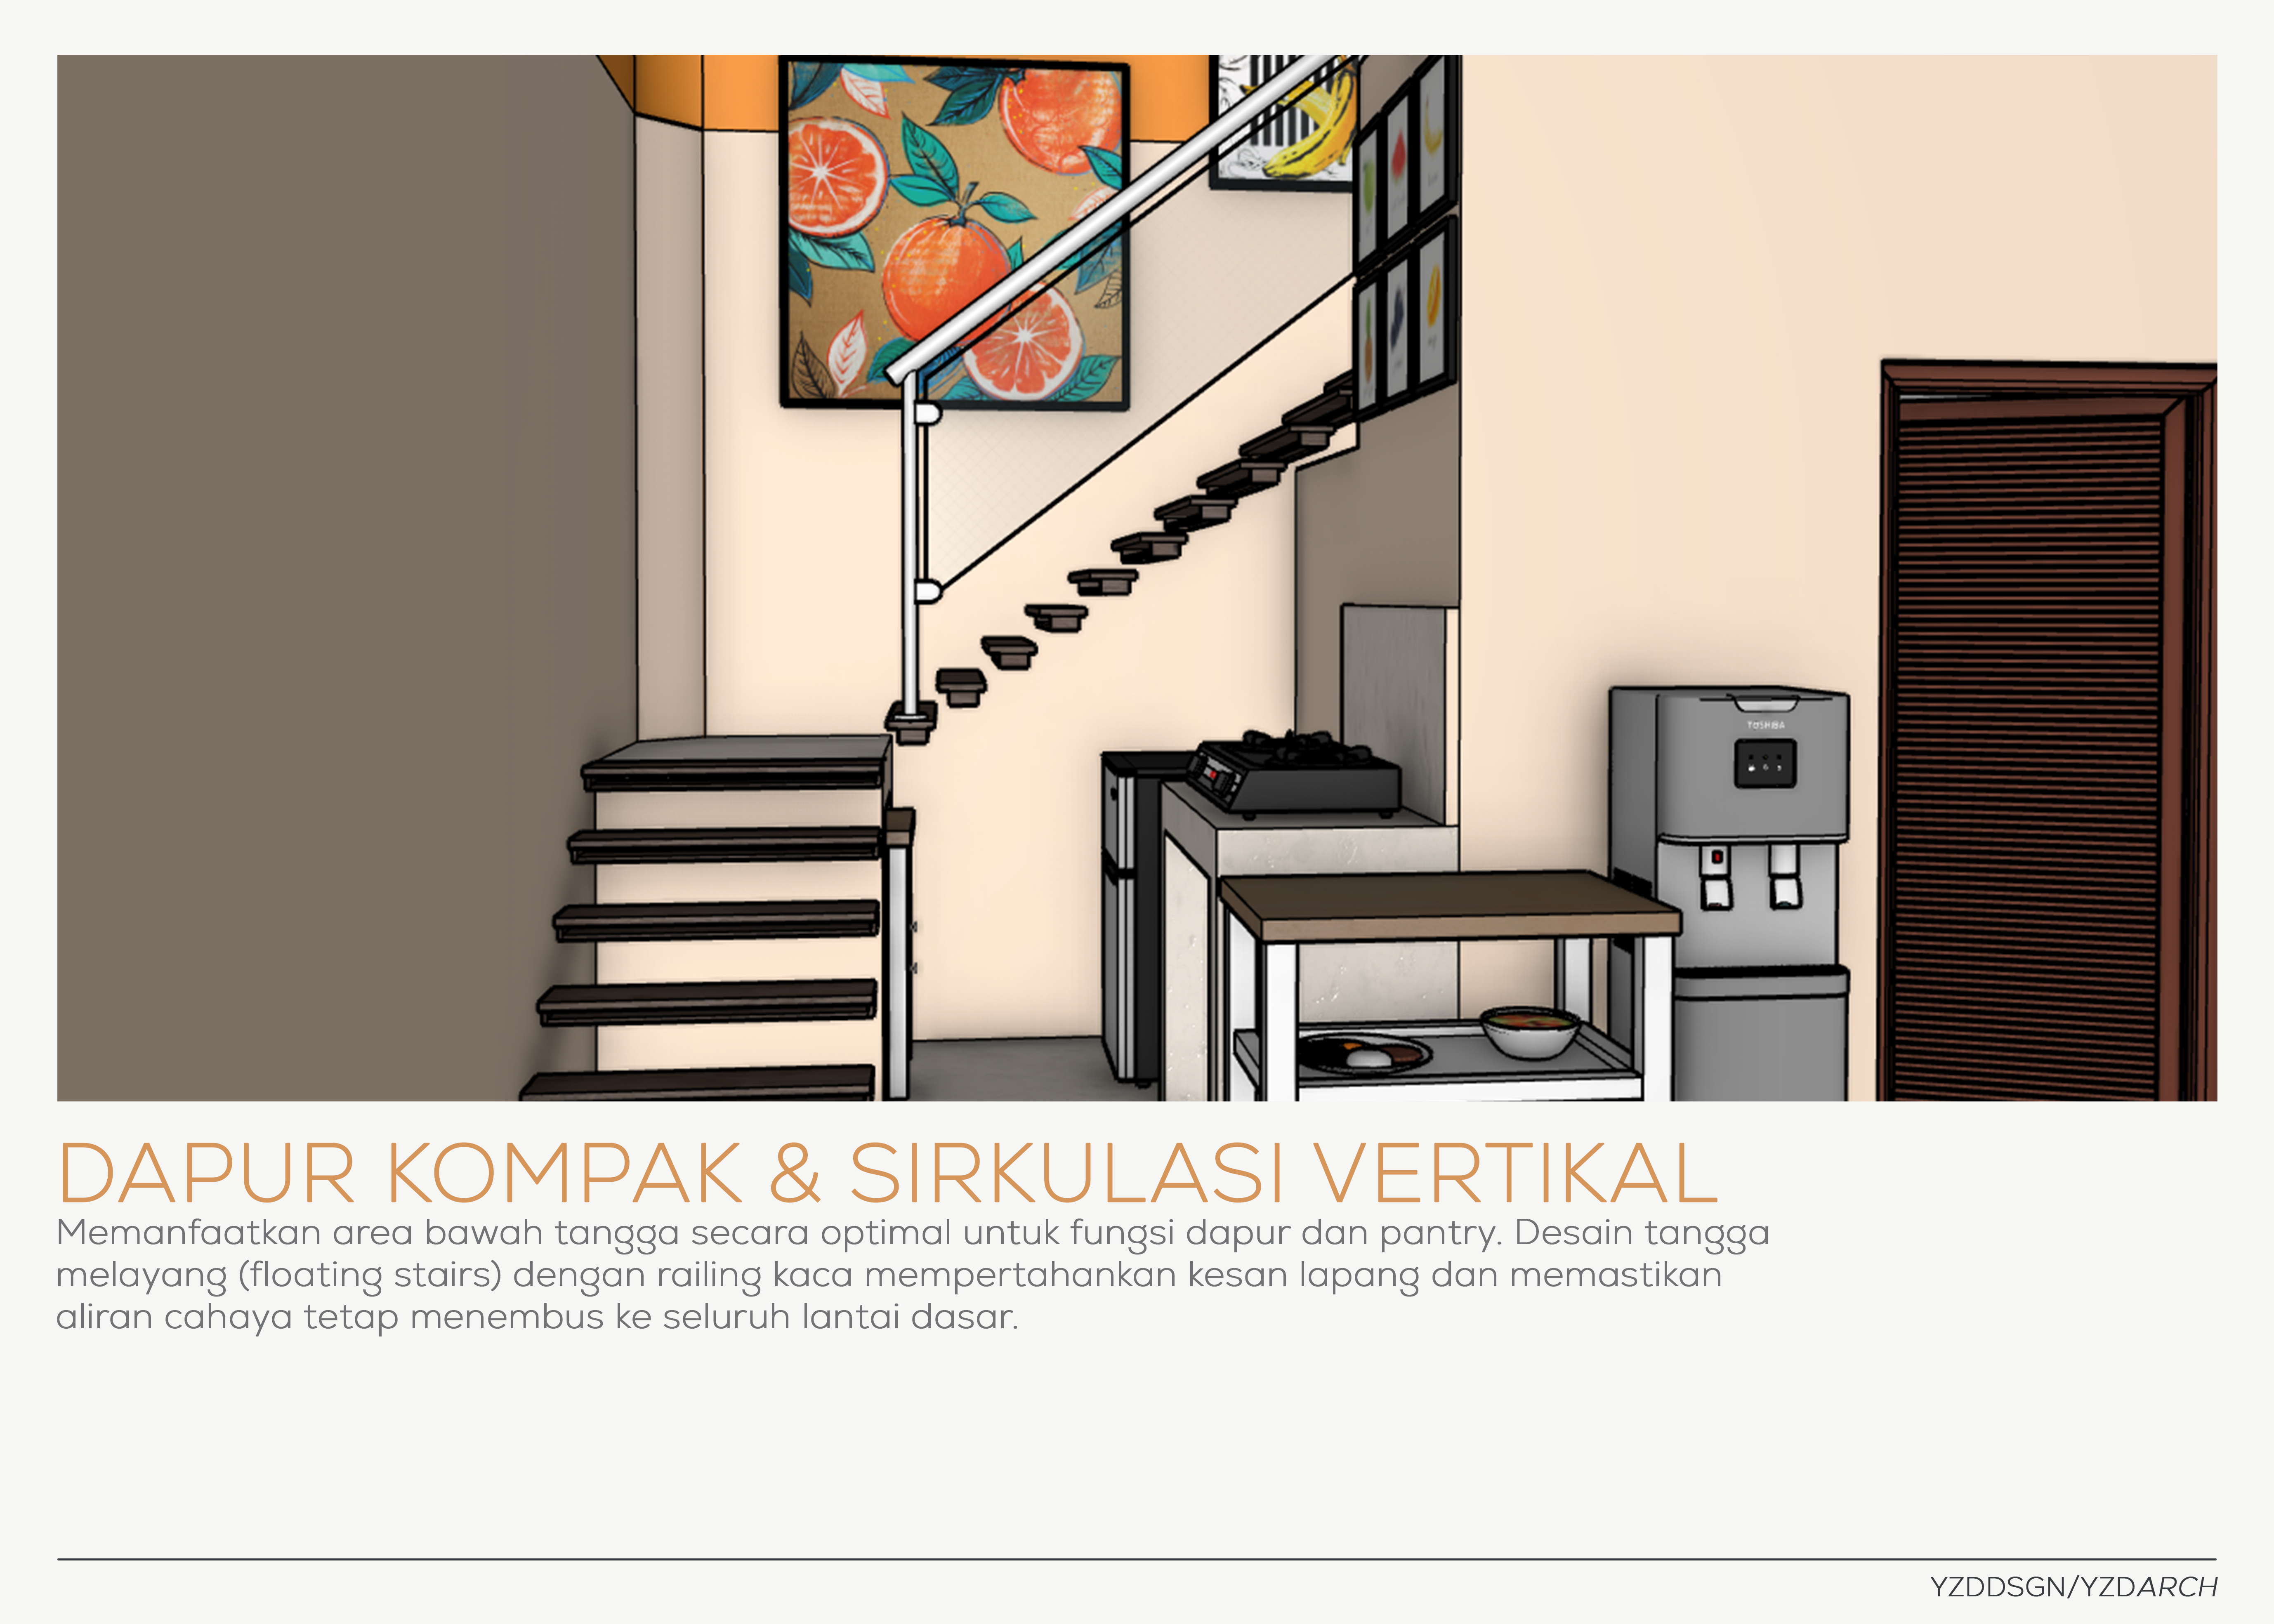 TOSHIBA
DAPUR KOMPAK & SIRKULASI VERTIKAL
Memanfaatkan area bawah tangga secara optimal untuk fungsi dapur dan pantry. Desain tangga
melayang (floating stairs) dengan railing kaca mempertahankan kesan lapang dan memastikan
aliran cahaya tetap menembus ke seluruh lantai dasar.
YZDDSGN/YZDARCH